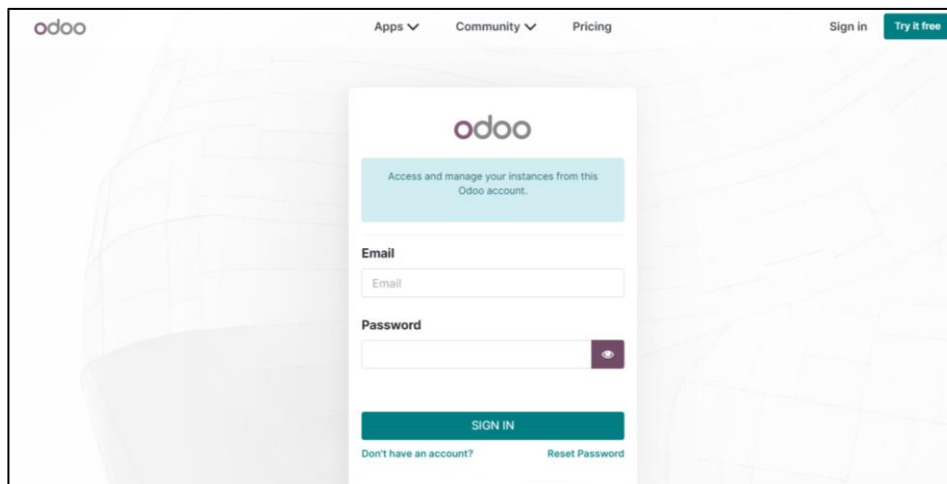 odoo Apps Community Pricing Sign in Try it free
odoo
Access and manage your instances from this
Odoo account.
Email
Email
Password
SIGN IN
Don't have an account? Reset Password